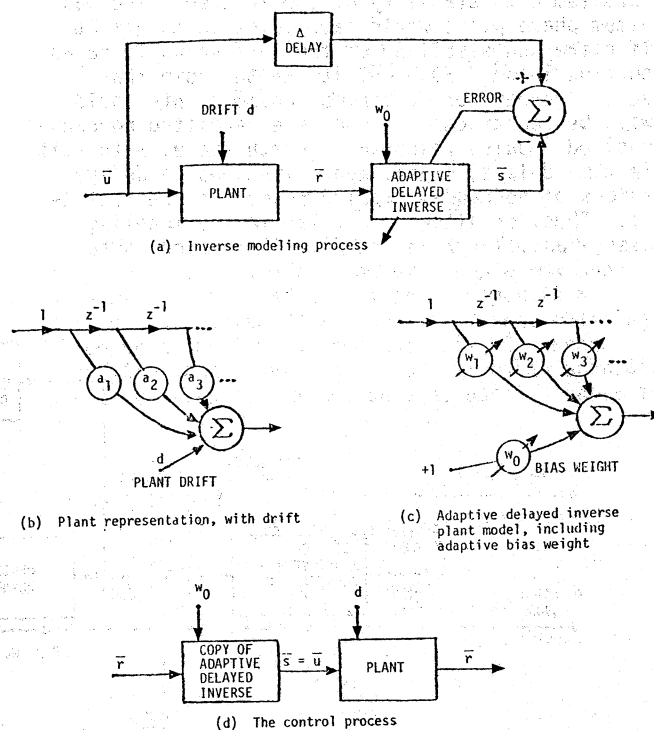 Δ
DELAY
+
ERROR
Σ
−
DRIFT d
w0
u̅
PLANT
r̅
ADAPTIVE
DELAYED
INVERSE
s̅
(a) Inverse modeling process
1 z⁻¹ z⁻¹ ...
a1 a2 a3 ...
Σ
d
PLANT DRIFT
(b) Plant representation, with drift
1 z⁻¹ z⁻¹ ....
w1 w2 w3 ...
Σ
+1 w0 BIAS WEIGHT
(c) Adaptive delayed inverse
plant model, including
adaptive bias weight
w0
d
r̅
COPY OF
ADAPTIVE
DELAYED
INVERSE
s̅ = u̅
PLANT
r̅
(d) The control process